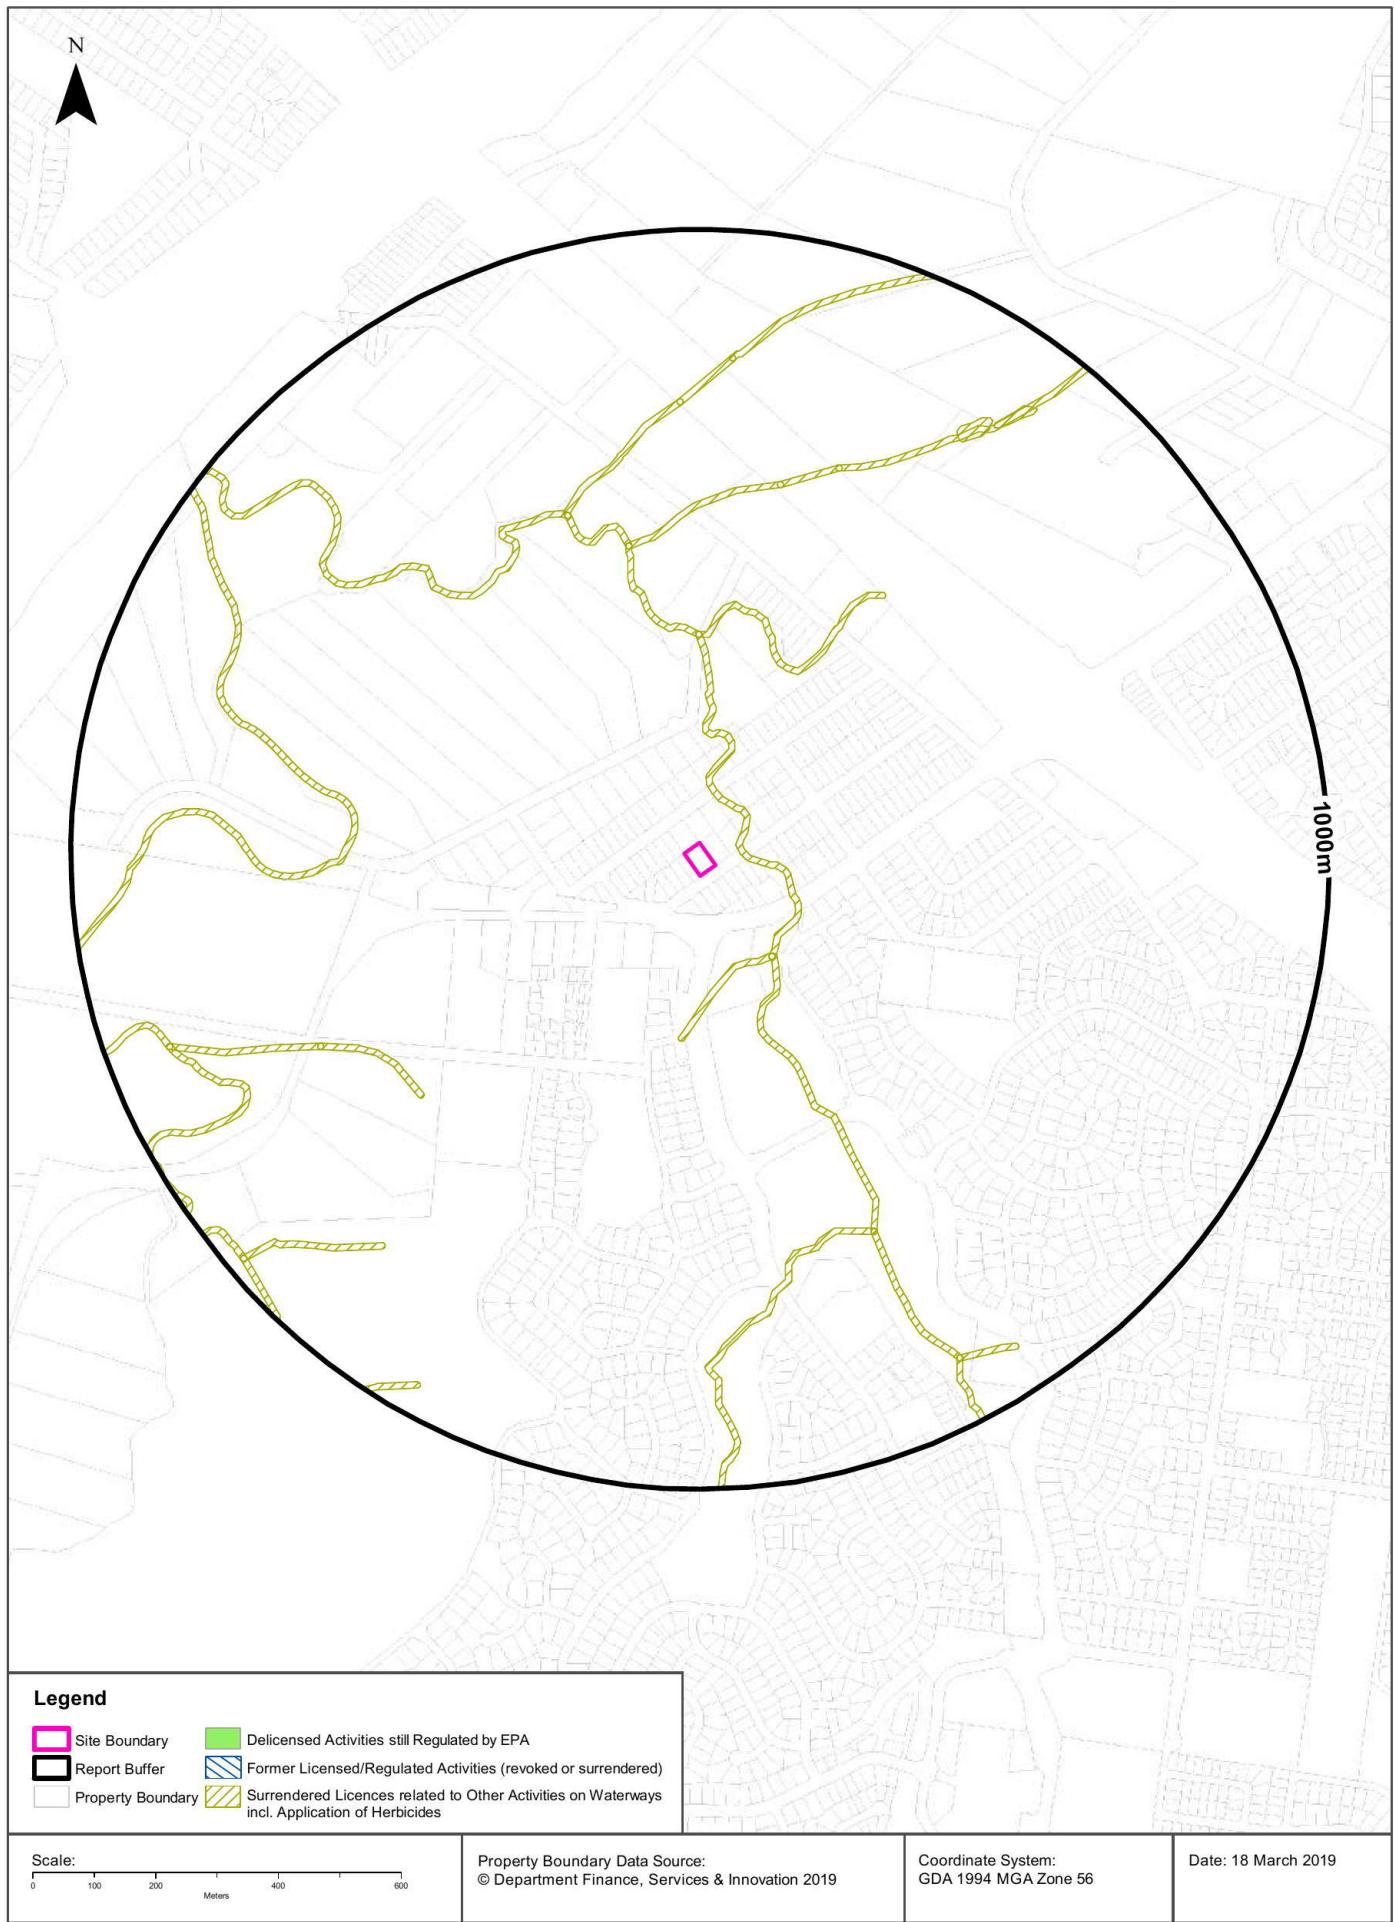 N
1000m
Legend
Site Boundary
Report Buffer
Property Boundary
Delicensed Activities still Regulated by EPA
Former Licensed/Regulated Activities (revoked or surrendered)
Surrendered Licences related to Other Activities on Waterways
incl. Application of Herbicides
Scale:
0 100 200 400 600
Meters
Property Boundary Data Source:
© Department Finance, Services & Innovation 2019
Coordinate System:
GDA 1994 MGA Zone 56
Date: 18 March 2019